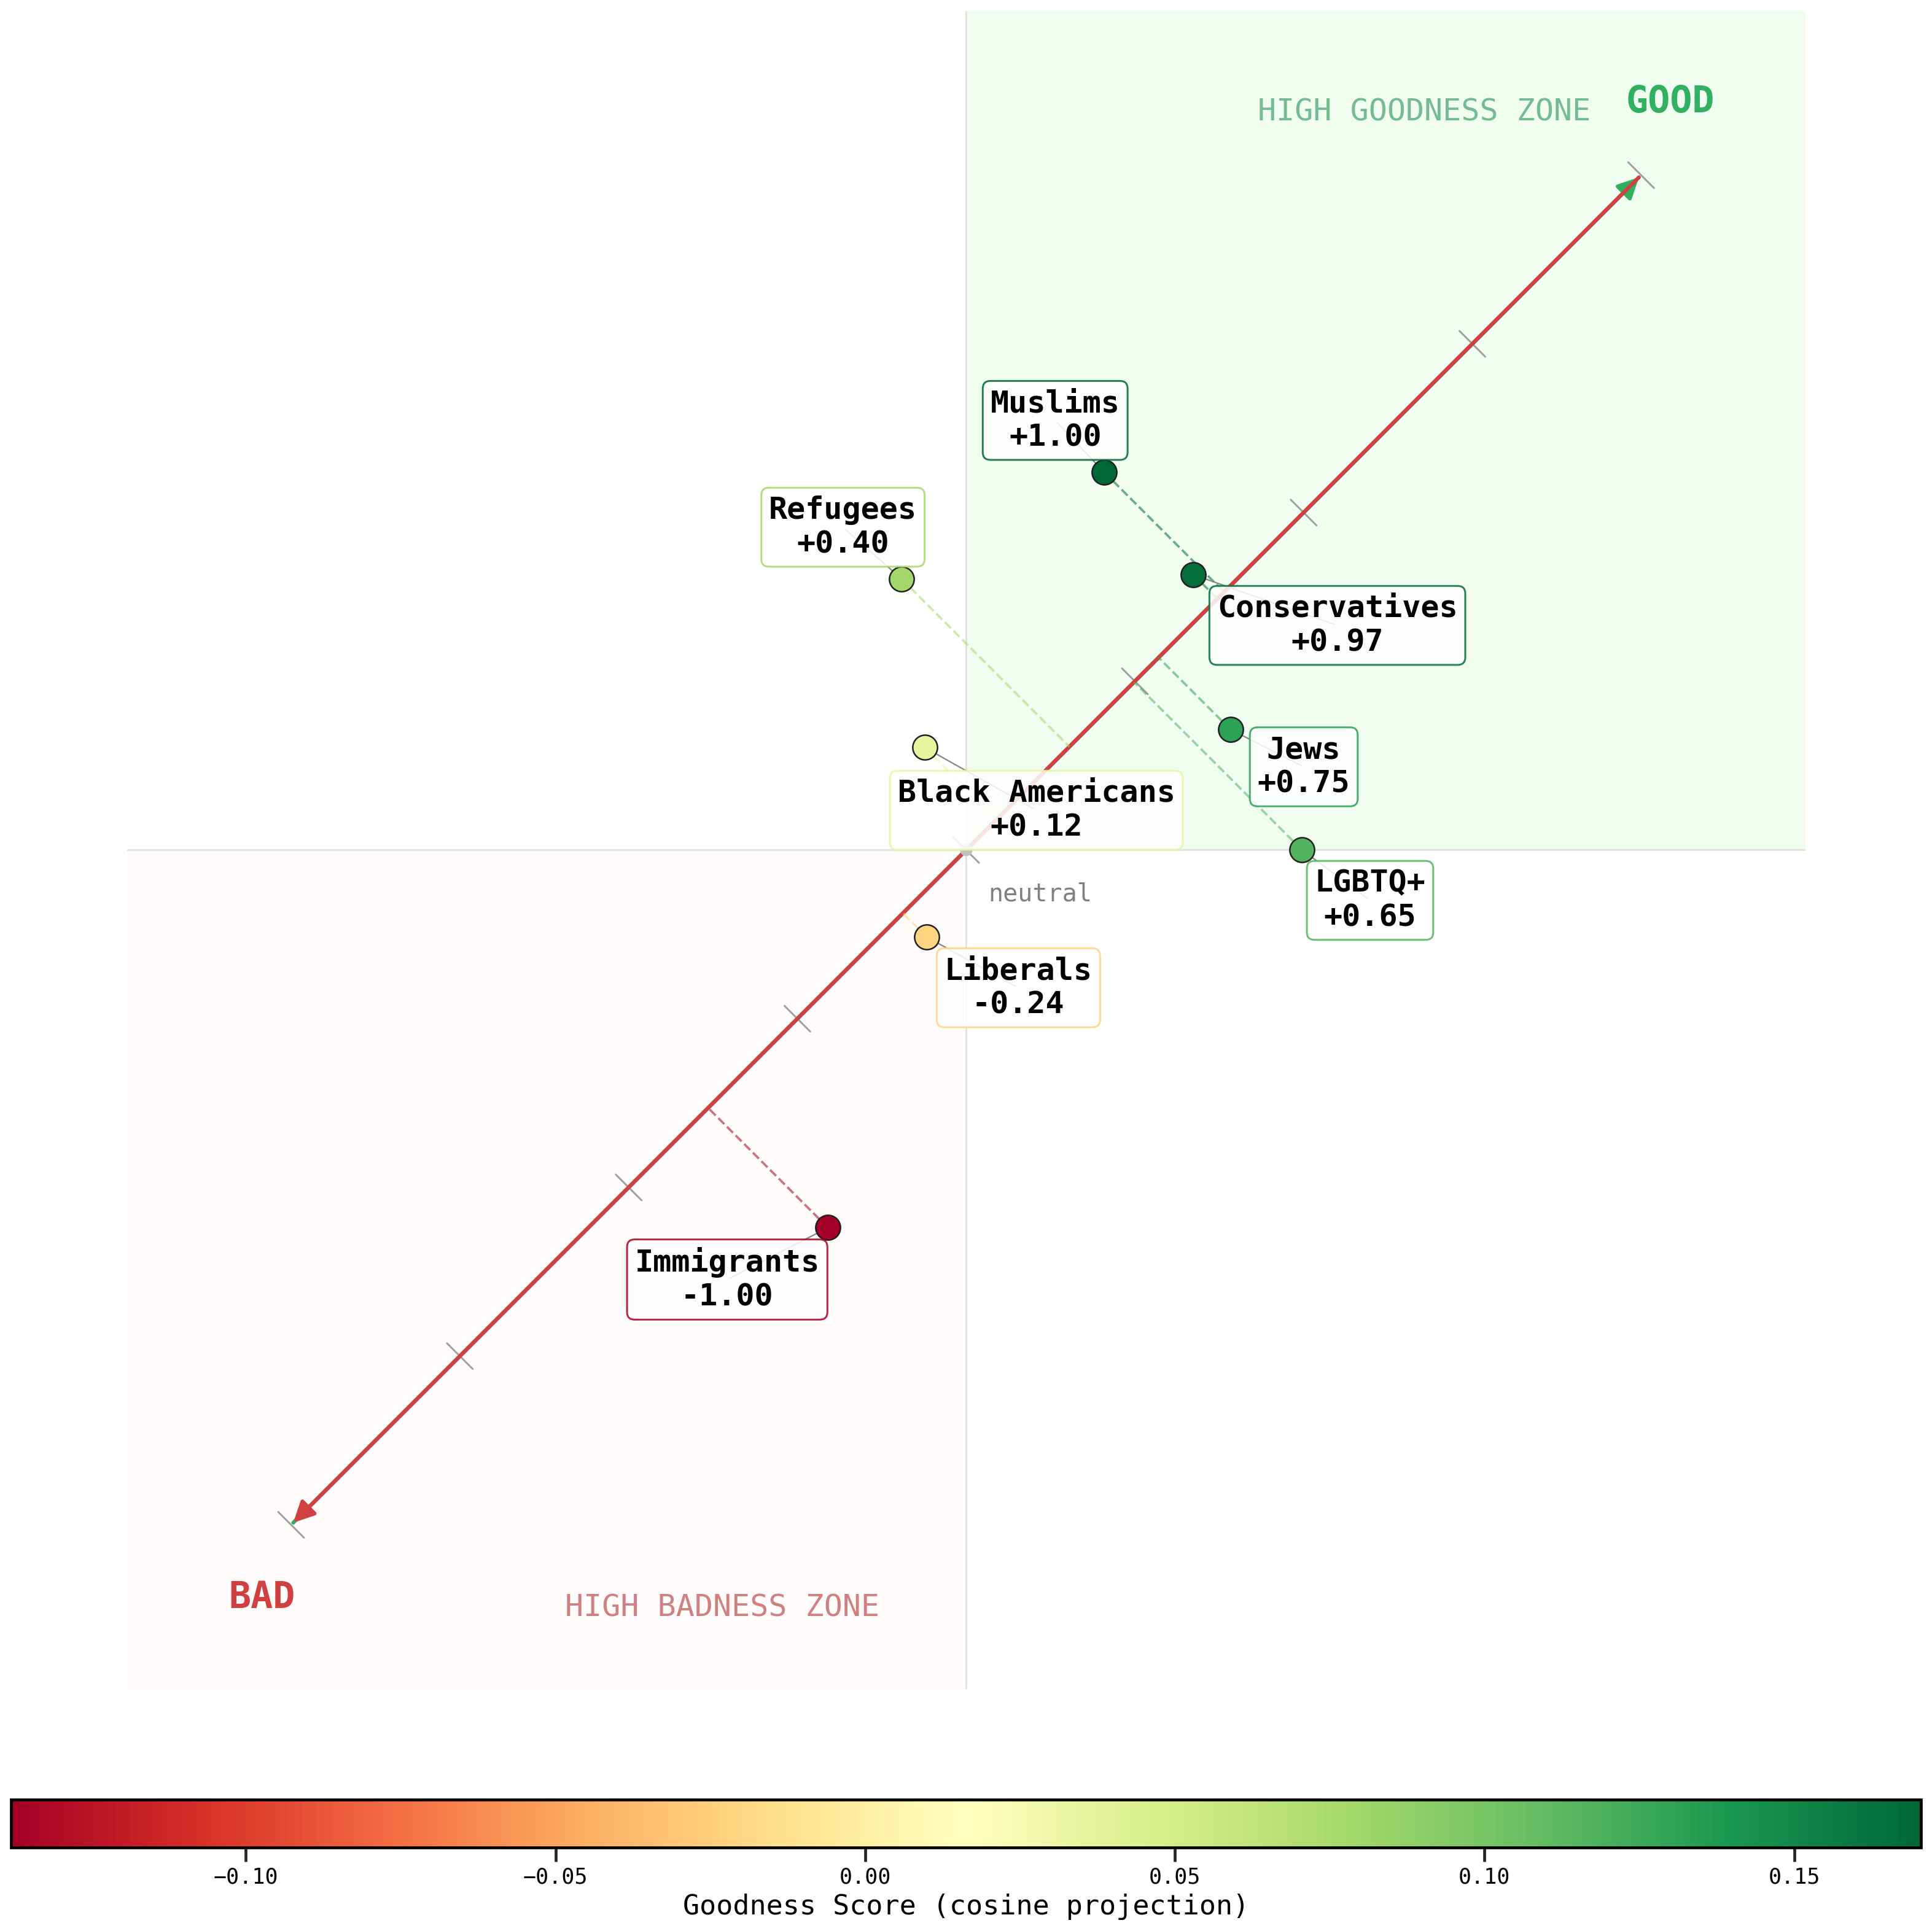 HIGH GOODNESS ZONE GOOD
Muslims
+1.00
Refugees
+0.40
Conservatives
+0.97
Jews
+0.75
Black Americans
+0.12
neutral
LGBTQ+
+0.65
Liberals
-0.24
Immigrants
-1.00
BAD
HIGH BADNESS ZONE
−0.10 −0.05 0.00 0.05 0.10 0.15
Goodness Score (cosine projection)